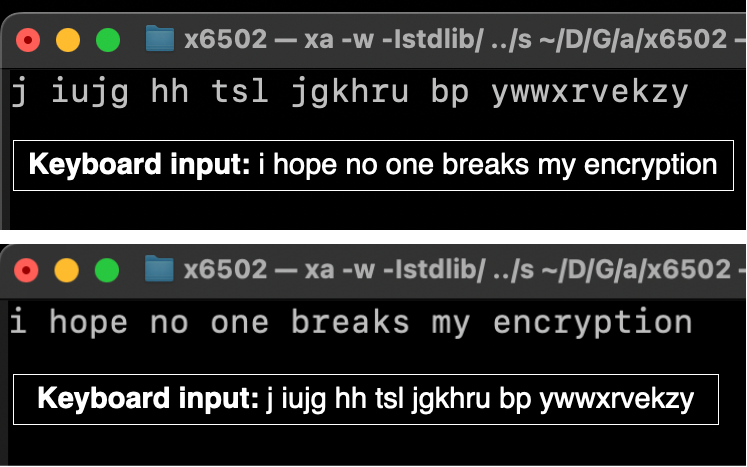 x6502 — xa -w -Istdlib/ ../s ~/D/G/a/x6502 –
j iujg hh tsl jgkhru bp ywwxrvekzy
Keyboard input: i hope no one breaks my encryption
x6502 — xa -w -Istdlib/ ../s ~/D/G/a/x6502 -
i hope no one breaks my encryption
Keyboard input: j iujg hh tsl jgkhru bp ywwxrvekzy